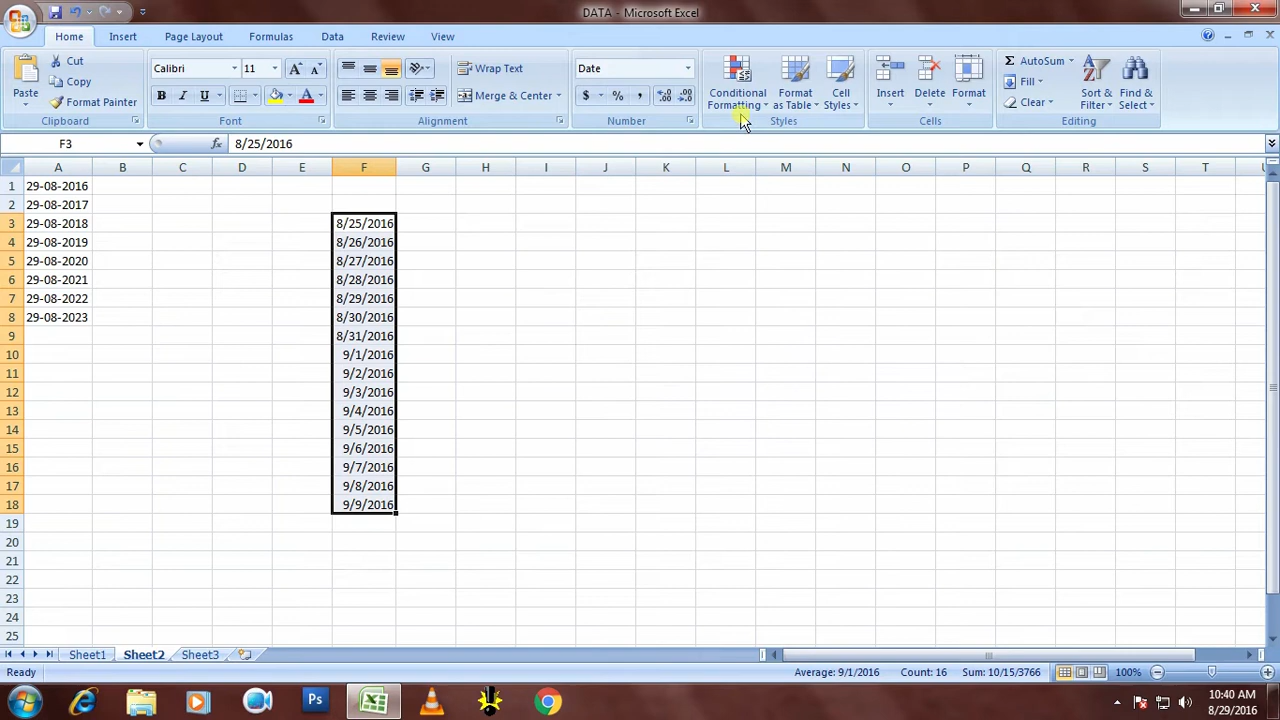 DATA - Microsoft Excel
Home Insert Page Layout Formulas Data Review View
Paste
Cut
Copy
Format Painter
Clipboard
Calibri 11
B I U
Font
Wrap Text
Merge & Center
Alignment
Date
$ % ,
Number
Conditional Formatting
Format as Table
Cell Styles
Styles
Insert Delete Format
Cells
AutoSum
Fill
Clear
Sort & Filter
Find & Select
Editing
F3 fx 8/25/2016
A B C D E F G H I J K L M N O P Q R S T
1 29-08-2016
2 29-08-2017
3 29-08-2018 8/25/2016
4 29-08-2019 8/26/2016
5 29-08-2020 8/27/2016
6 29-08-2021 8/28/2016
7 29-08-2022 8/29/2016
8 29-08-2023 8/30/2016
9 8/31/2016
10 9/1/2016
11 9/2/2016
12 9/3/2016
13 9/4/2016
14 9/5/2016
15 9/6/2016
16 9/7/2016
17 9/8/2016
18 9/9/2016
19
20
21
22
23
24
25
Sheet1 Sheet2 Sheet3
Ready Average: 9/1/2016 Count: 16 Sum: 10/15/3766 100%
Ps
10:40 AM
8/29/2016